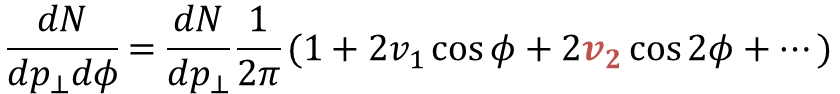 dN/dp⊥dϕ = dN/dp⊥ 1/2π (1 + 2v₁ cos ϕ + 2v₂ cos 2ϕ + ⋯)